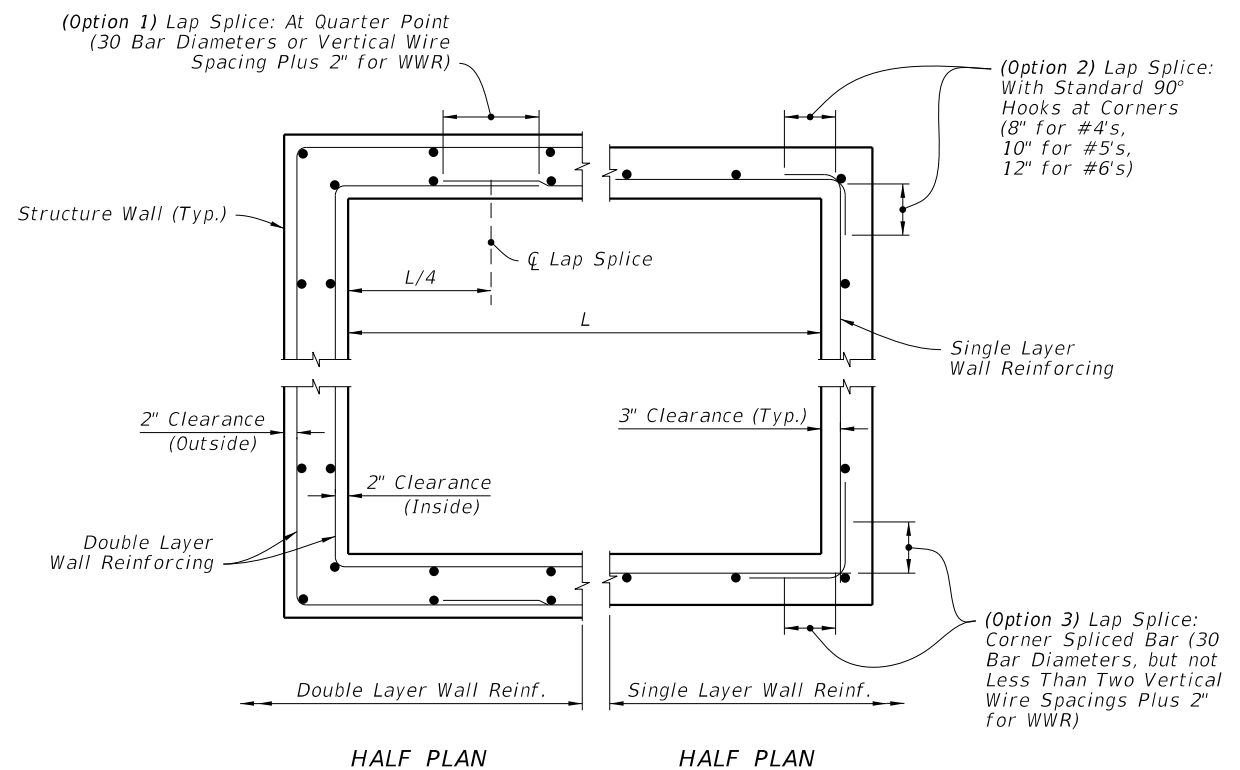 (Option 1) Lap Splice: At Quarter Point
(30 Bar Diameters or Vertical Wire
Spacing Plus 2" for WWR)
(Option 2) Lap Splice:
With Standard 90°
Hooks at Corners
(8" for #4's,
10" for #5's,
12" for #6's)
Structure Wall (Typ.)
℄ Lap Splice
L/4
L
Single Layer
Wall Reinforcing
2" Clearance
(Outside)
3" Clearance (Typ.)
2" Clearance
(Inside)
Double Layer
Wall Reinforcing
(Option 3) Lap Splice:
Corner Spliced Bar (30
Bar Diameters, but not
Less Than Two Vertical
Wire Spacings Plus 2"
for WWR)
Double Layer Wall Reinf.
Single Layer Wall Reinf.
HALF PLAN
HALF PLAN